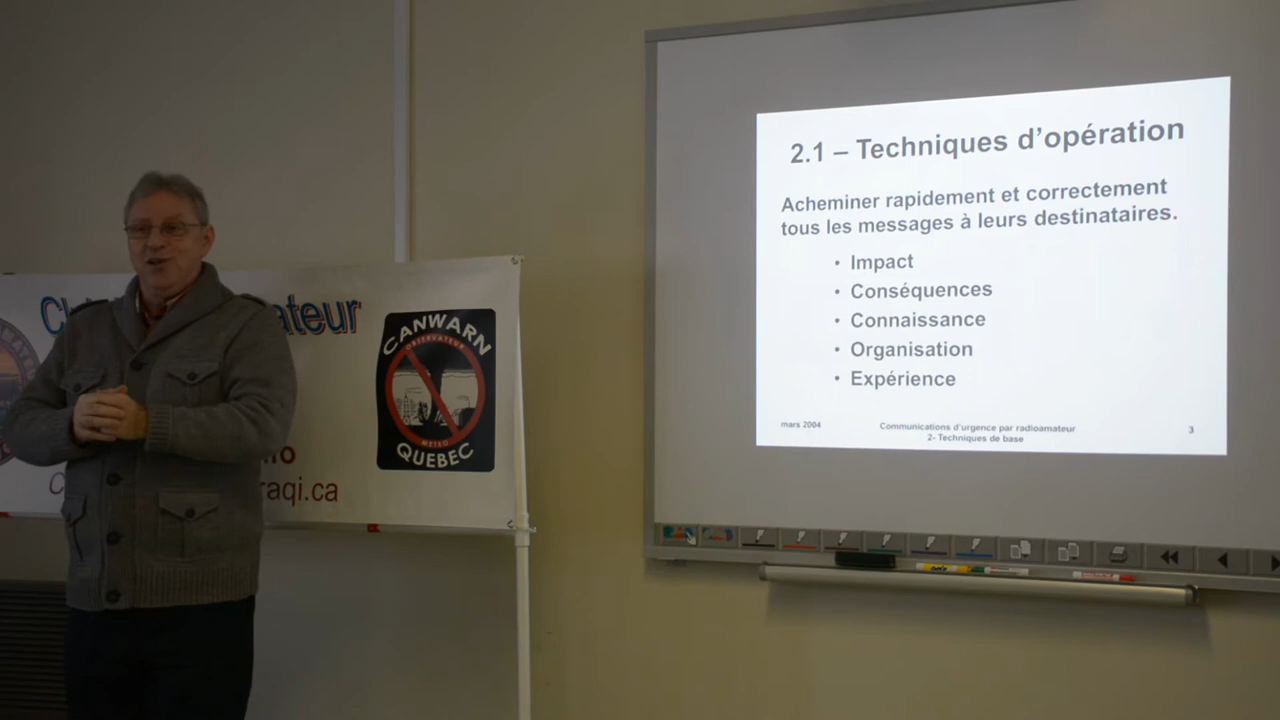 2.1 – Techniques d'opération
Acheminer rapidement et correctement
tous les messages à leurs destinataires.
• Impact
• Conséquences
• Connaissance
• Organisation
• Expérience
mars 2004
Communications d'urgence par radioamateur
2- Techniques de base
3
ateur
CANWARN
OBSERVATEUR
METEO
QUEBEC
raqi.ca